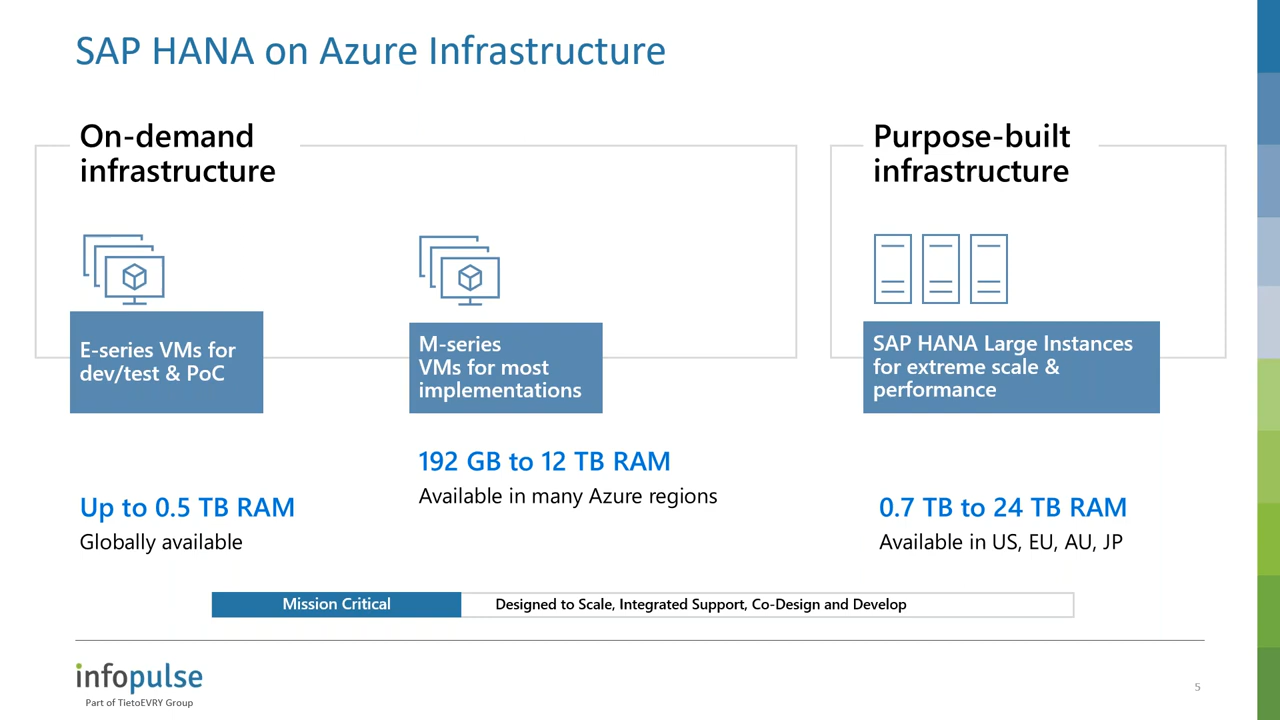 SAP HANA on Azure Infrastructure
On-demand
infrastructure
E-series VMs for
dev/test & PoC
Up to 0.5 TB RAM
Globally available
M-series
VMs for most
implementations
192 GB to 12 TB RAM
Available in many Azure regions
Purpose-built
infrastructure
SAP HANA Large Instances
for extreme scale &
performance
0.7 TB to 24 TB RAM
Available in US, EU, AU, JP
Mission Critical
Designed to Scale, Integrated Support, Co-Design and Develop
infopulse
Part of TietoEVRY Group
5